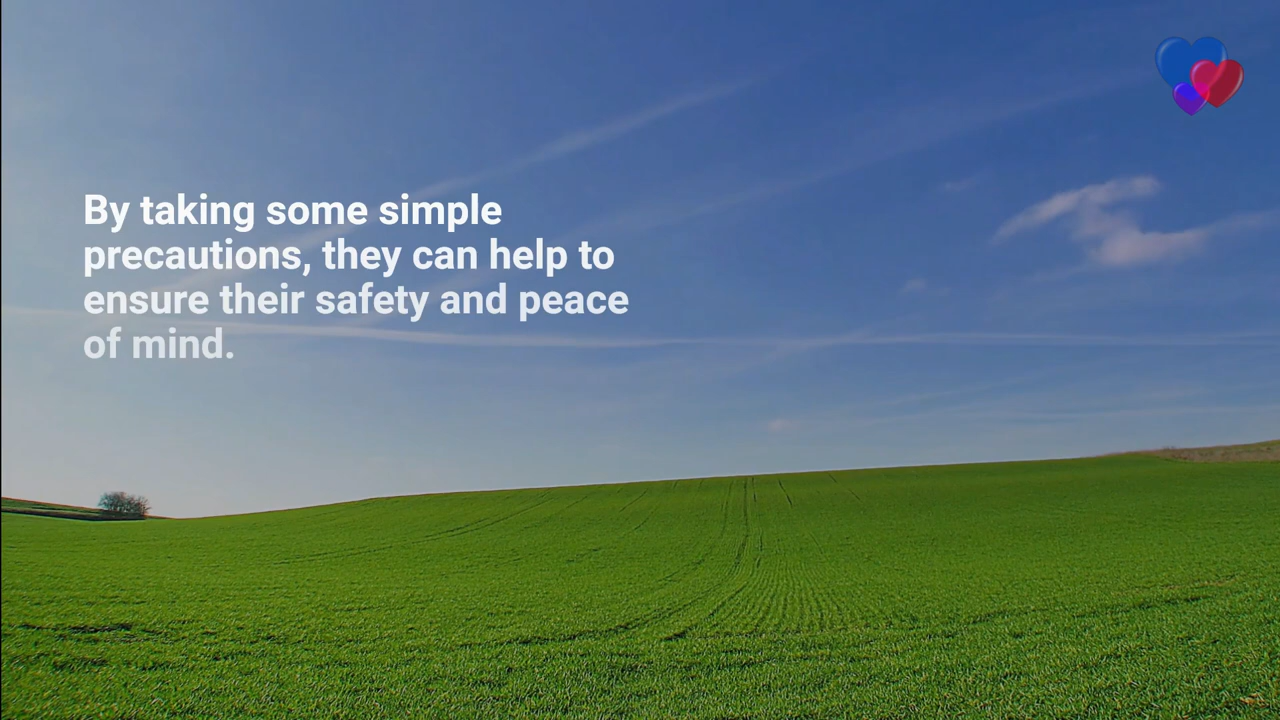 By taking some simple
precautions, they can help to
ensure their safety and peace
of mind.